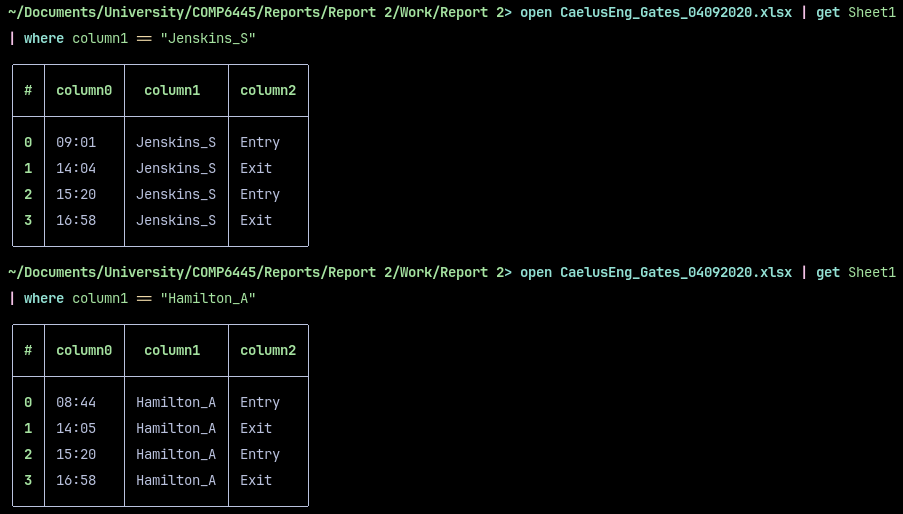 ~/Documents/University/COMP6445/Reports/Report 2/Work/Report 2> open CaelusEng_Gates_04092020.xlsx | get Sheet1
| where column1 == "Jenskins_S"
# column0 column1 column2
0 09:01 Jenskins_S Entry
1 14:04 Jenskins_S Exit
2 15:20 Jenskins_S Entry
3 16:58 Jenskins_S Exit
~/Documents/University/COMP6445/Reports/Report 2/Work/Report 2> open CaelusEng_Gates_04092020.xlsx | get Sheet1
| where column1 == "Hamilton_A"
# column0 column1 column2
0 08:44 Hamilton_A Entry
1 14:05 Hamilton_A Exit
2 15:20 Hamilton_A Entry
3 16:58 Hamilton_A Exit